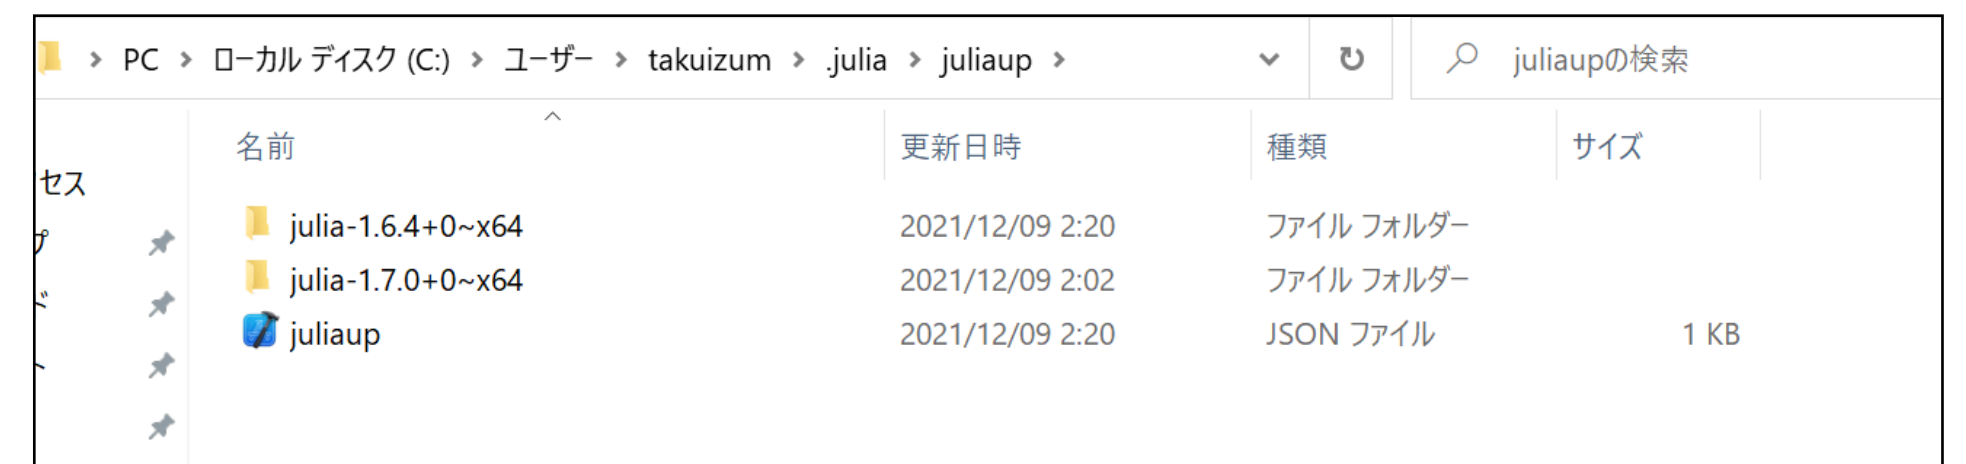 PC > ローカル ディスク (C:) > ユーザー > takuizum > .julia > juliaup >
juliaupの検索
名前 更新日時 種類 サイズ
セス
julia-1.6.4+0~x64 2021/12/09 2:20 ファイル フォルダー
プ
julia-1.7.0+0~x64 2021/12/09 2:02 ファイル フォルダー
ド
juliaup 2021/12/09 2:20 JSON ファイル 1 KB